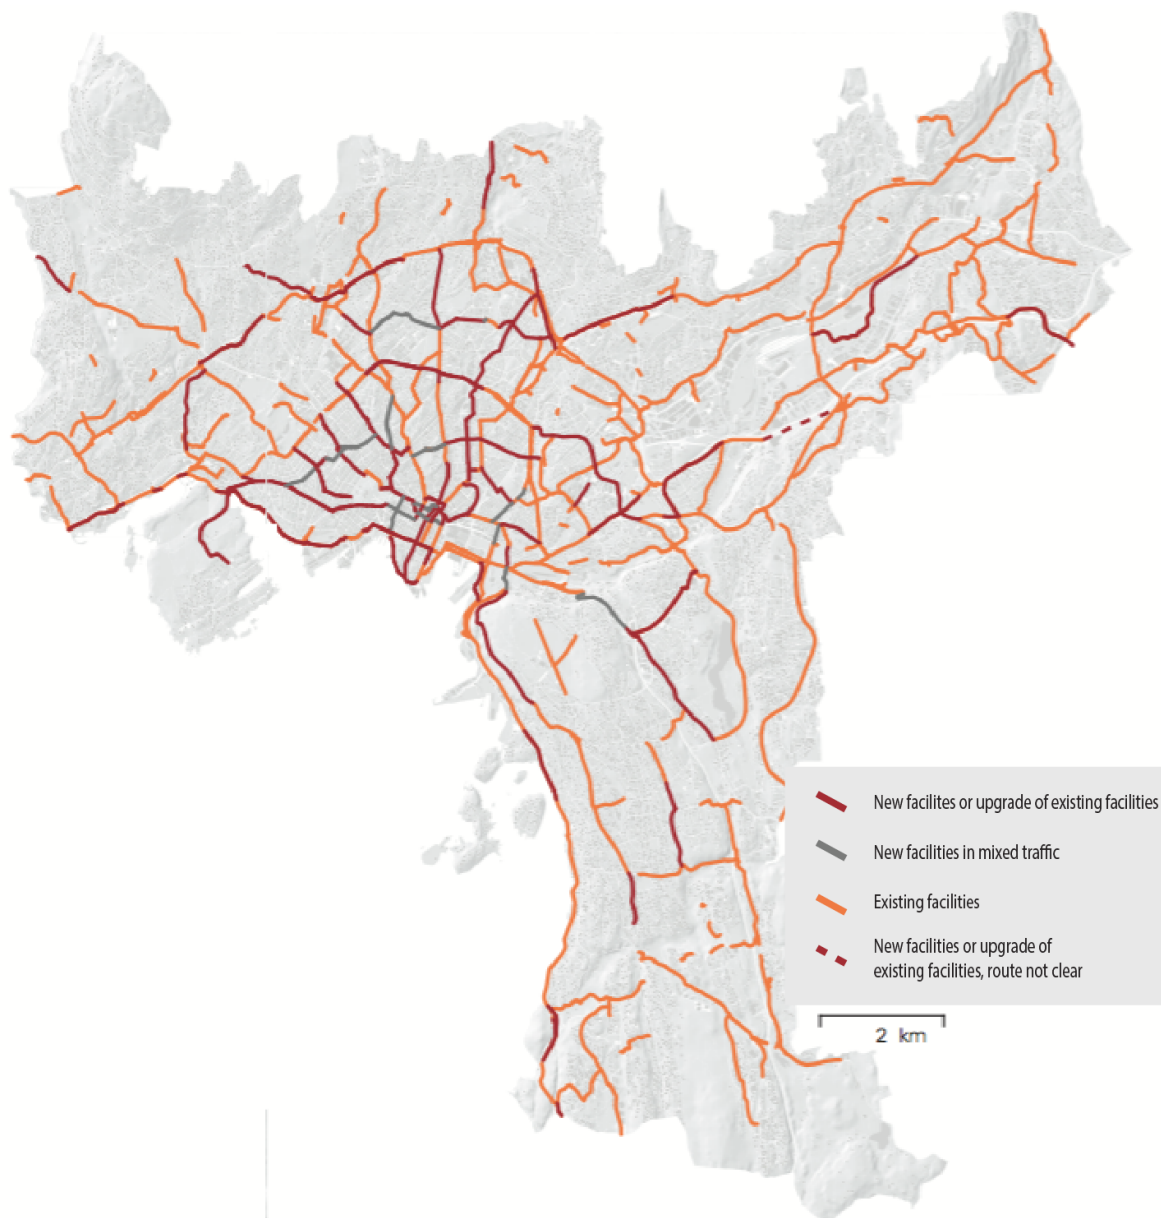 New facilites or upgrade of existing facilities
New facilities in mixed traffic
Existing facilities
New facilities or upgrade of
existing facilities, route not clear
2 km